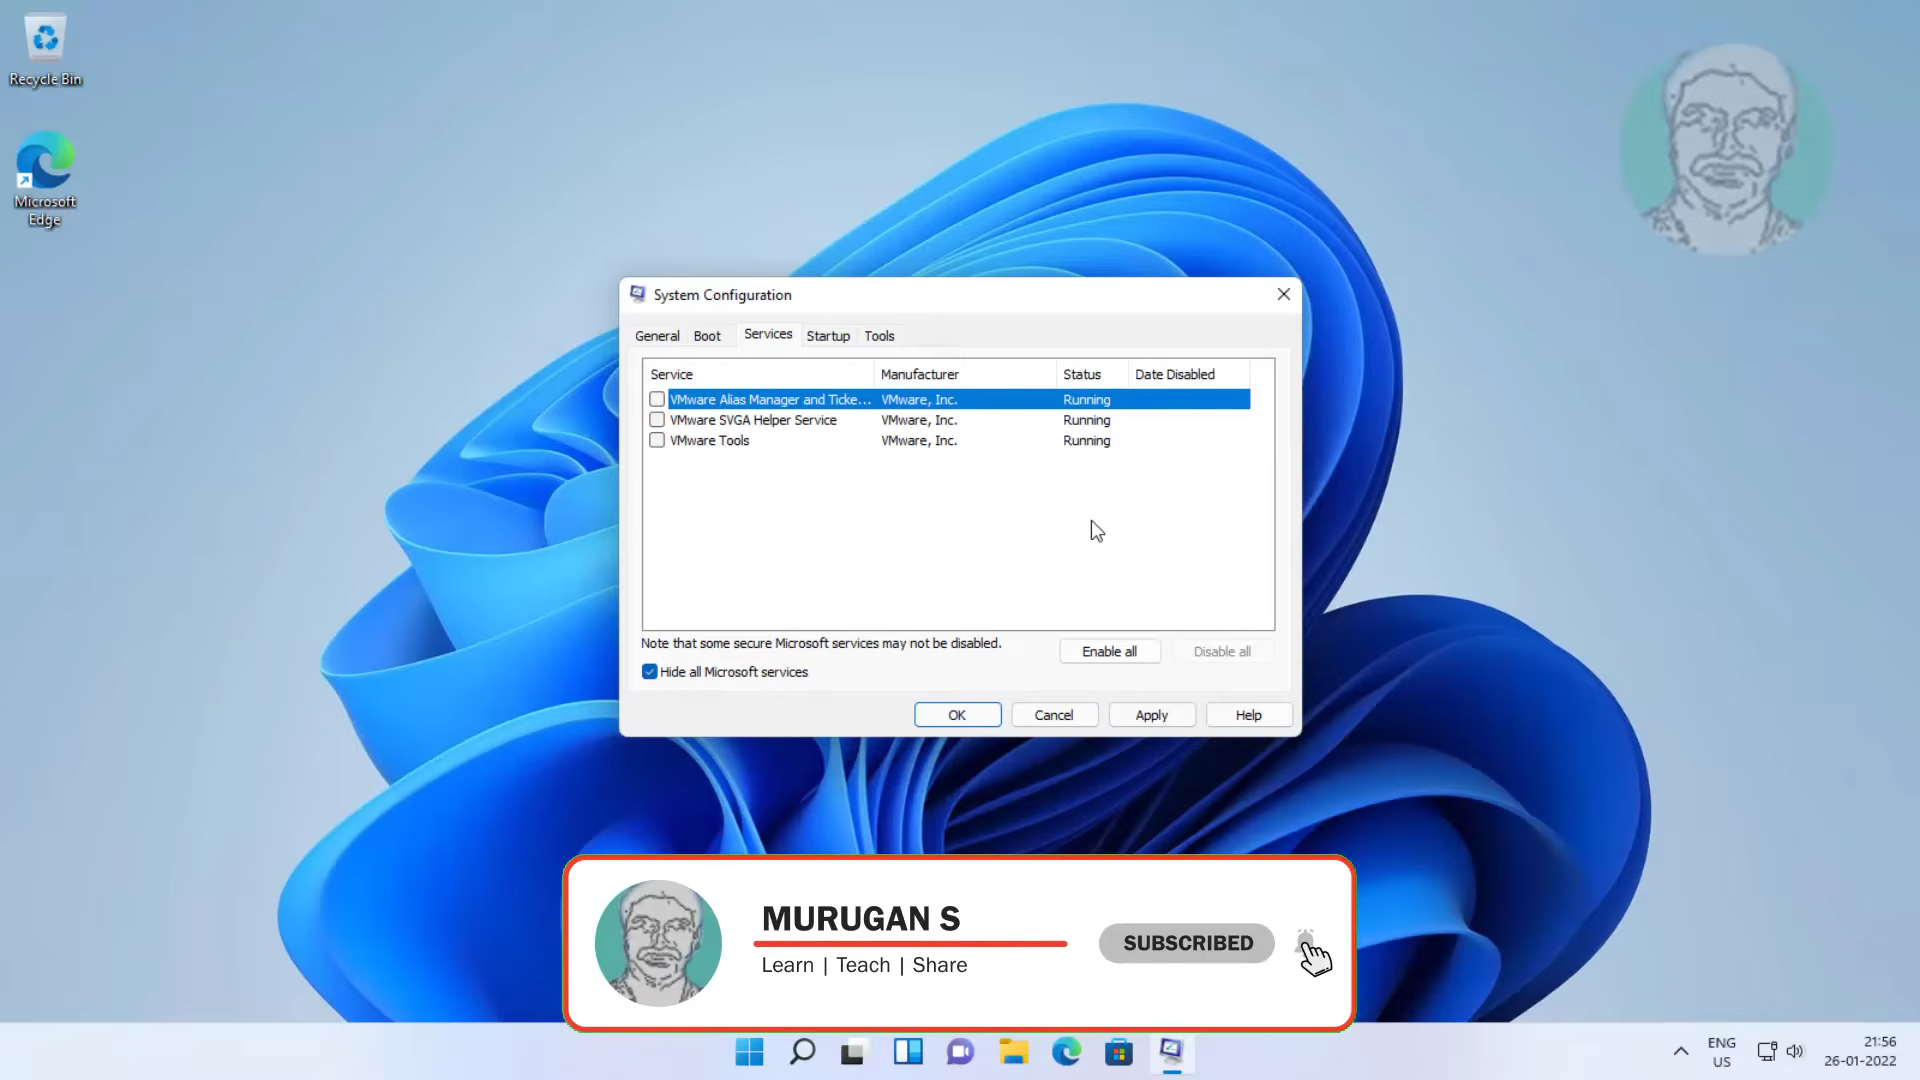 Recycle Bin
Microsoft
Edge
System Configuration
General Boot Services Startup Tools
Service Manufacturer Status Date Disabled
VMware Alias Manager and Ticke... VMware, Inc. Running
VMware SVGA Helper Service VMware, Inc. Running
VMware Tools VMware, Inc. Running
Note that some secure Microsoft services may not be disabled.
Enable all Disable all
Hide all Microsoft services
OK Cancel Apply Help
MURUGAN S
Learn | Teach | Share
SUBSCRIBED
ENG
US
21:56
26-01-2022